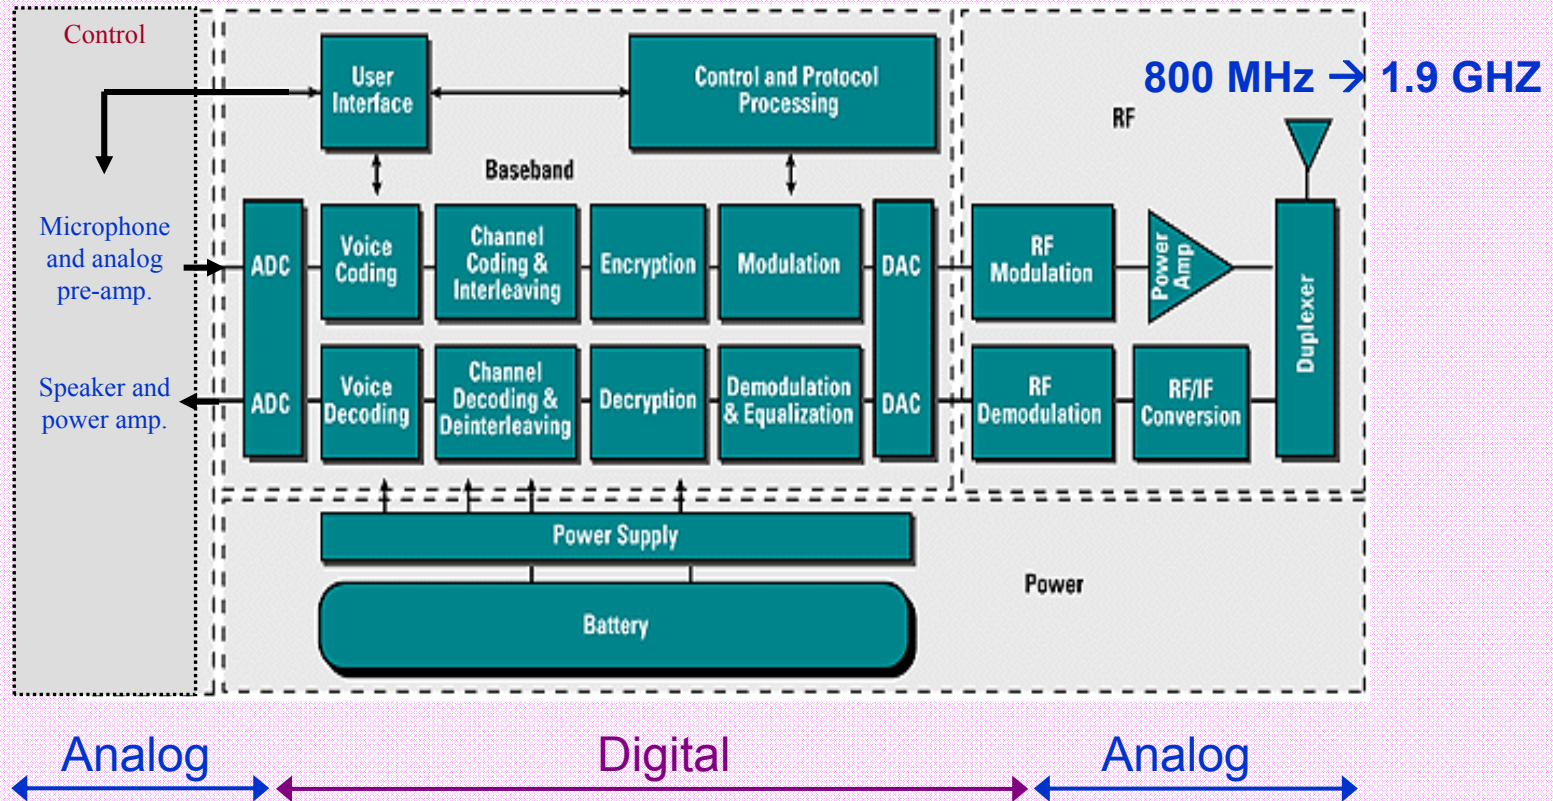 Control
User
Interface
Control and Protocol
Processing
800 MHz → 1.9 GHZ
RF
Baseband
Microphone
and analog
pre-amp.
ADC
Voice
Coding
Channel
Coding &
Interleaving
Encryption
Modulation
DAC
RF
Modulation
Power
Amp
Duplexer
Speaker and
power amp.
ADC
Voice
Decoding
Channel
Decoding &
Deinterleaving
Decryption
Demodulation
& Equalization
DAC
RF
Demodulation
RF/IF
Conversion
Power Supply
Battery
Power
Analog
Digital
Analog